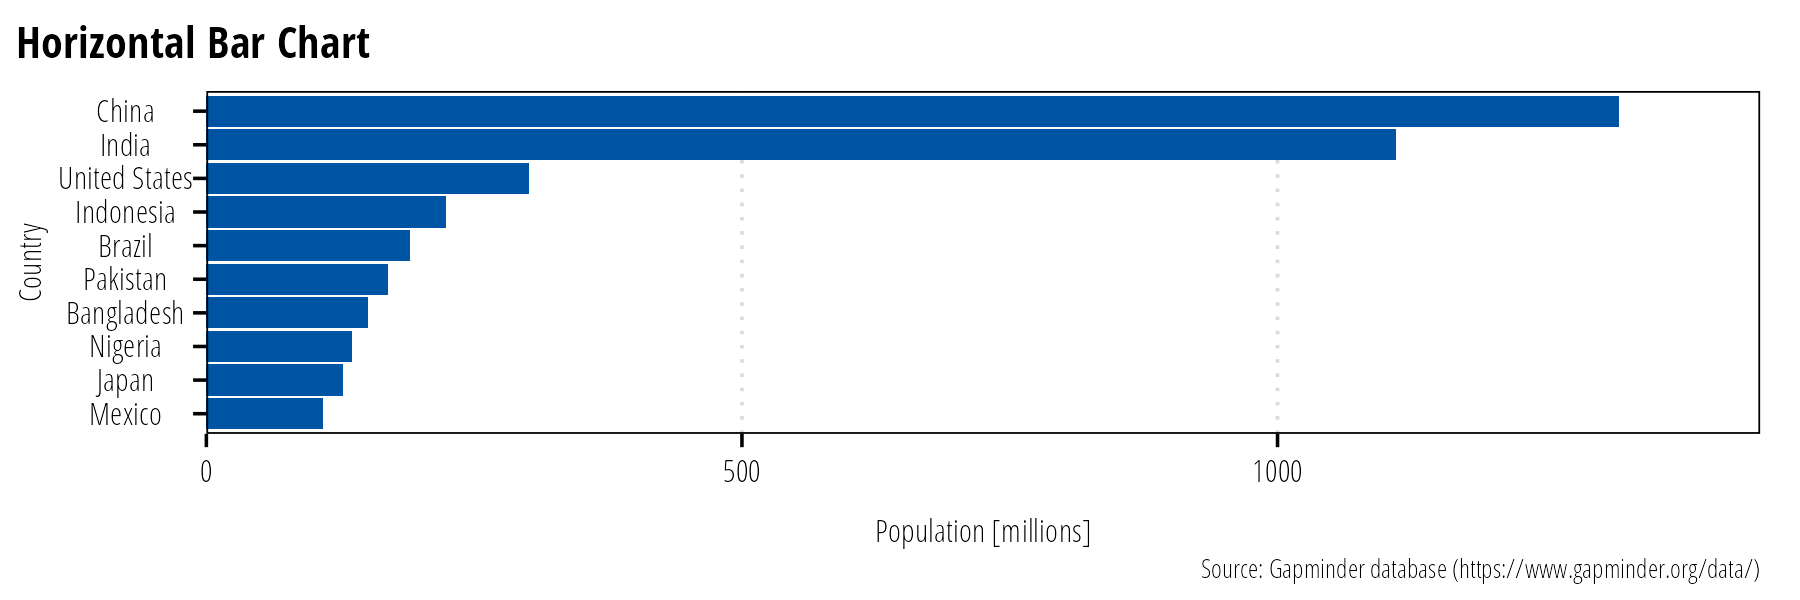 Horizontal Bar Chart
China
India
United States
Indonesia
Brazil
Pakistan
Bangladesh
Nigeria
Japan
Mexico
Country
0 500 1000
Population [millions]
Source: Gapminder database (https://www.gapminder.org/data/)